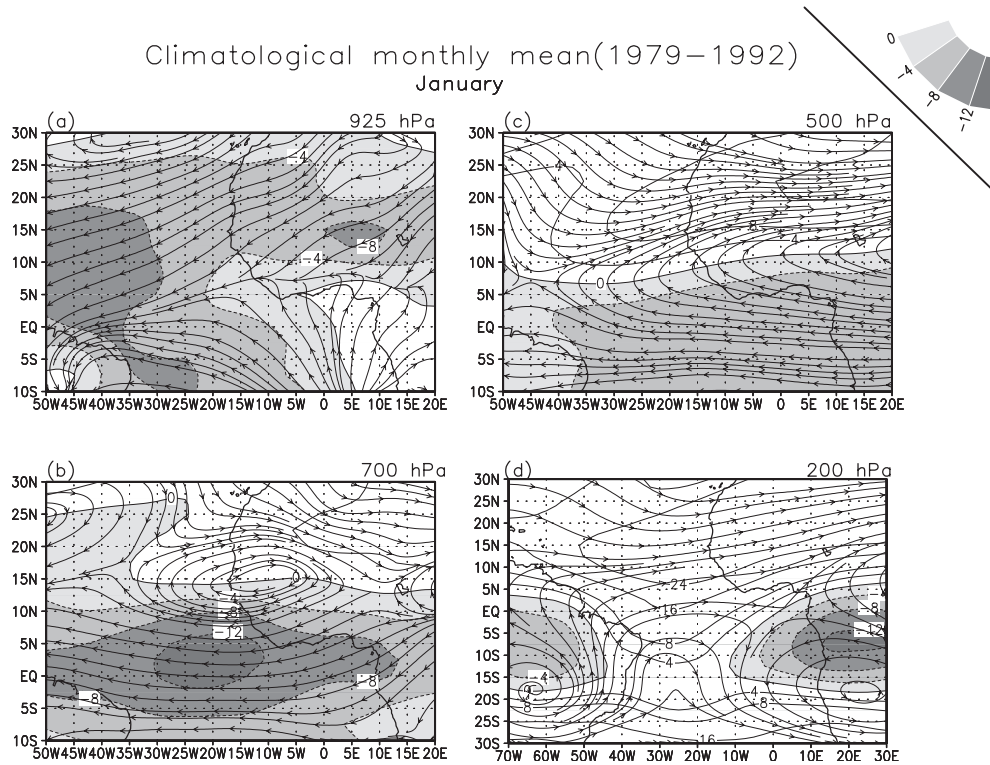 Climatological monthly mean(1979−1992)
January
0
-4
-8
-12
(a) 925 hPa
30N
25N
20N
15N
10N
5N
EQ
5S
10S
50W45W40W35W30W25W20W15W10W 5W 0 5E 10E 15E 20E
−4
−8
−4
(c) 500 hPa
30N
25N
20N
15N
10N
5N
EQ
5S
10S
50W45W40W35W30W25W20W15W10W 5W 0 5E 10E 15E 20E
4
8
4
0
(b) 700 hPa
30N
25N
20N
15N
10N
5N
EQ
5S
10S
50W45W40W35W30W25W20W15W10W 5W 0 5E 10E 15E 20E
0
0
−4
−8
−12
−8
−8
(d) 200 hPa
30N
25N
20N
15N
10N
5N
EQ
5S
10S
20S
25S
30S
70W 60W 50W 40W 30W 20W 10W 0 10E 20E 30E
24
16
8
4
−4
−8
−12
−4
8
4
8
16